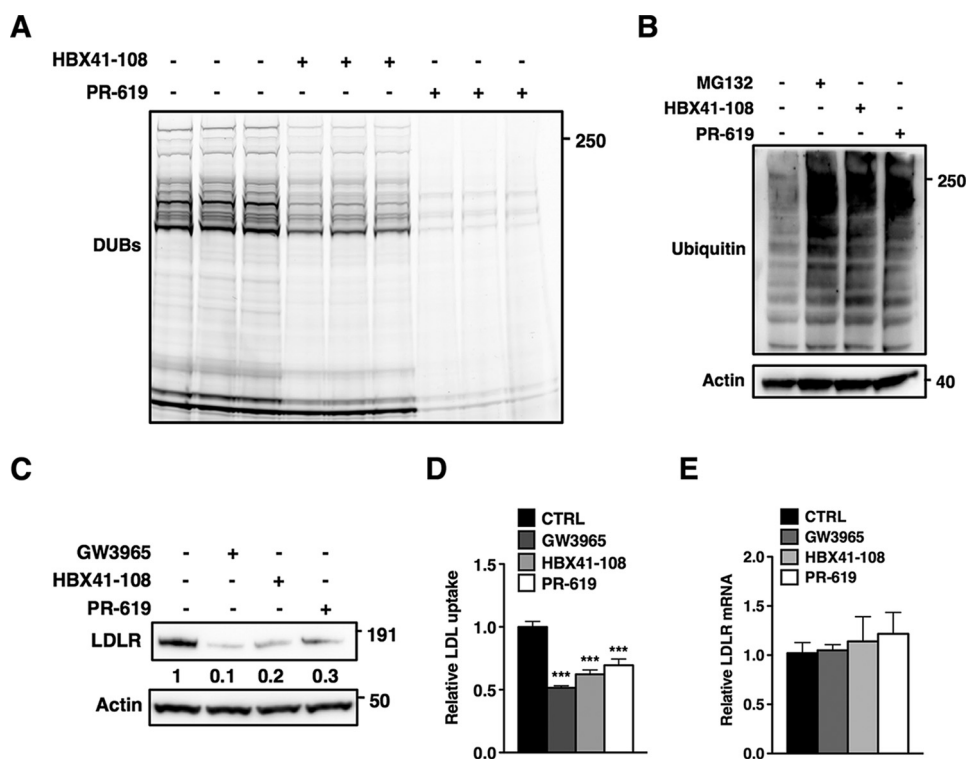 A
HBX41-108 - - - + + + - - -
PR-619 - - - - - - + + +
250
DUBs
B
MG132 - + - -
HBX41-108 - - + -
PR-619 - - - +
250
Ubiquitin
Actin
40
C
GW3965 - + - -
HBX41-108 - - + -
PR-619 - - - +
LDLR
191
1 0.1 0.2 0.3
Actin
50
D
CTRL
GW3965
HBX41-108
PR-619
Relative LDL uptake
1.5
1.0
0.5
0.0
*** *** ***
E
CTRL
GW3965
HBX41-108
PR-619
Relative LDLR mRNA
2.0
1.5
1.0
0.5
0.0